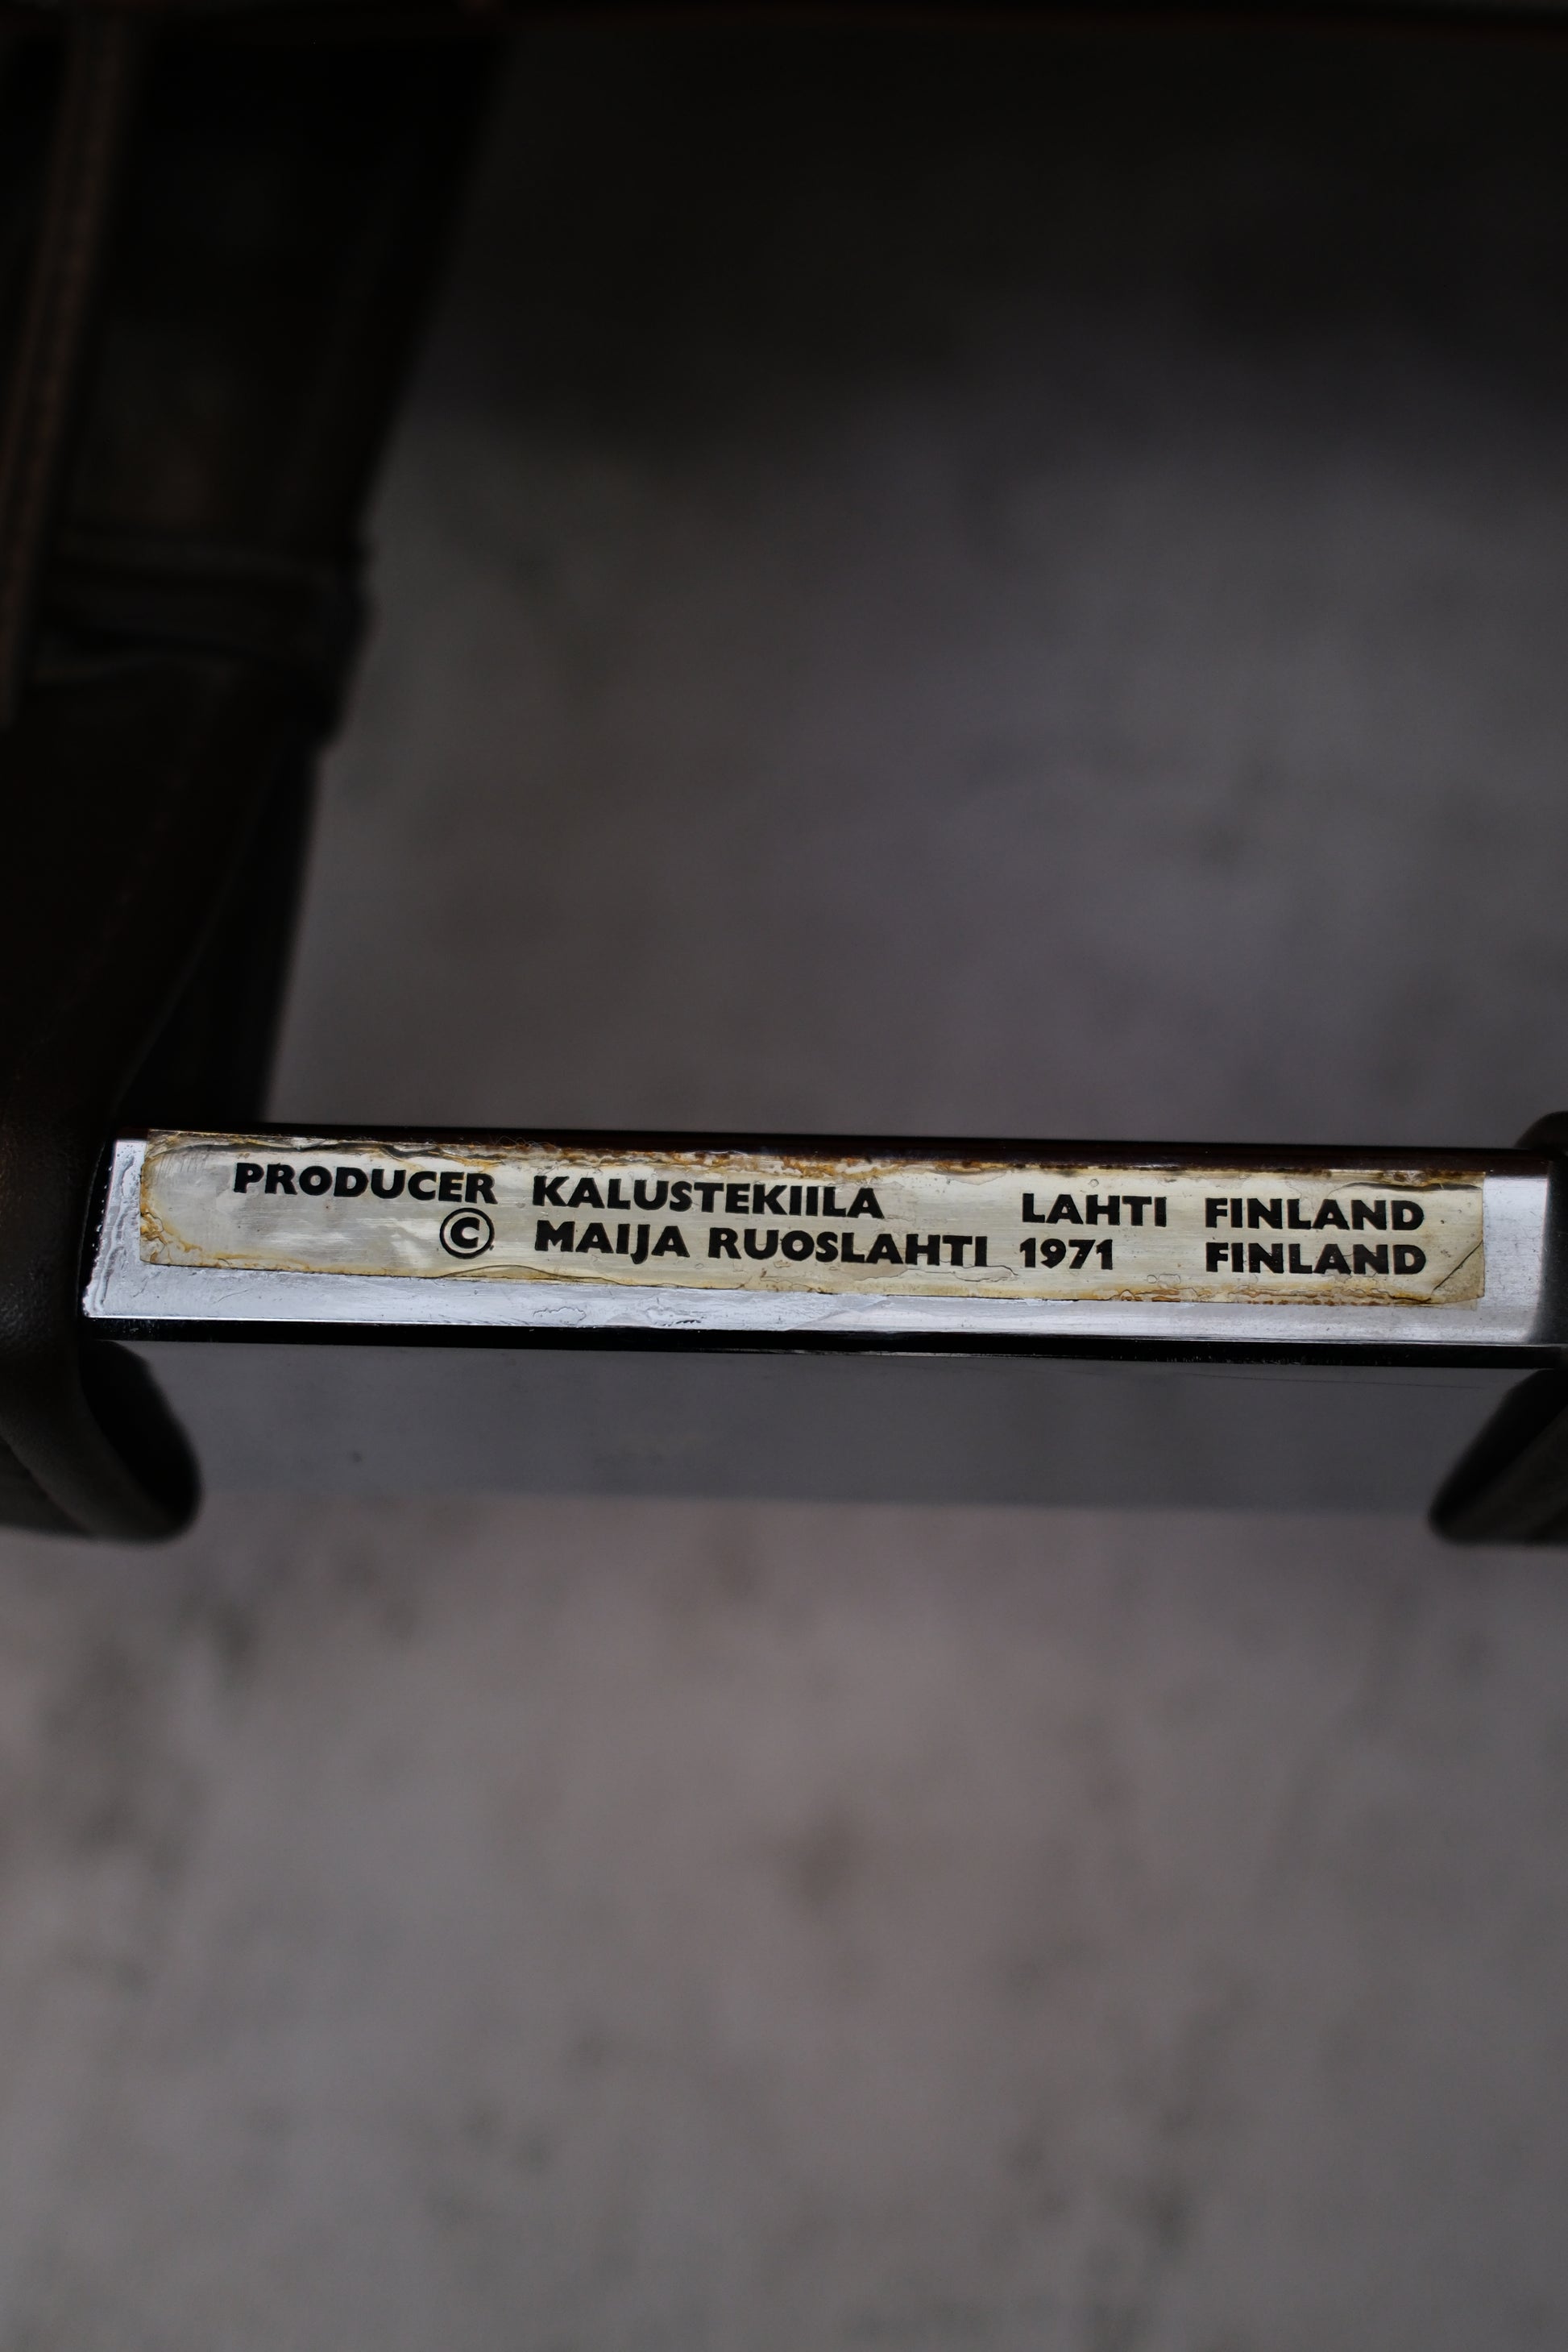 PRODUCER KALUSTEKIILA LAHTI FINLAND
© MAIJA RUOSLAHTI 1971 FINLAND